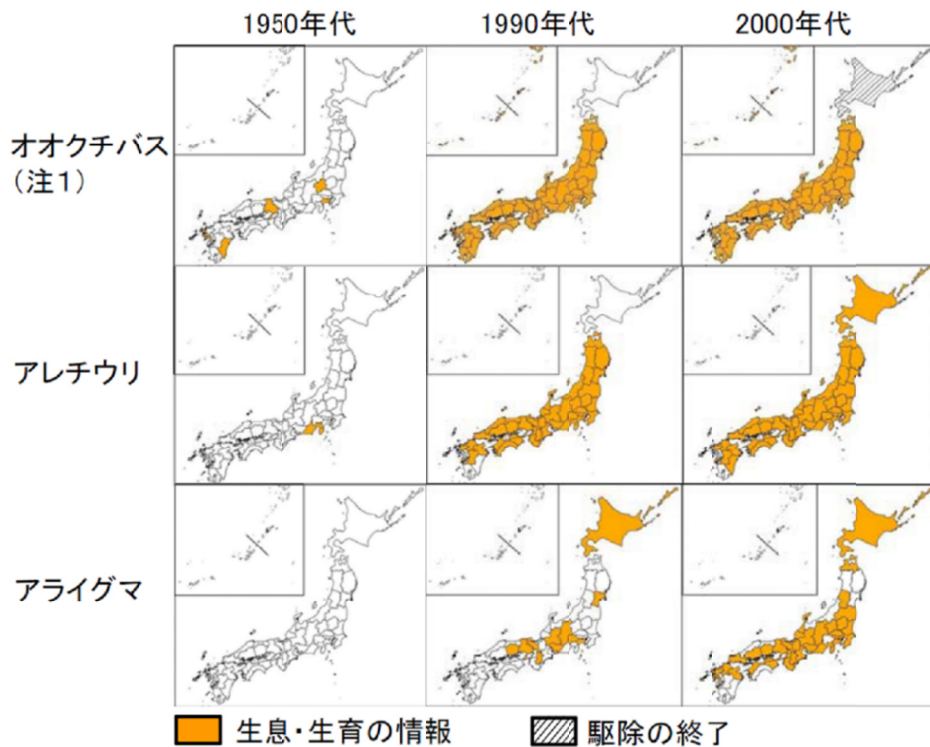 1950年代 1990年代 2000年代
オオクチバス
(注1)
アレチウリ
アライグマ
生息・生育の情報 駆除の終了